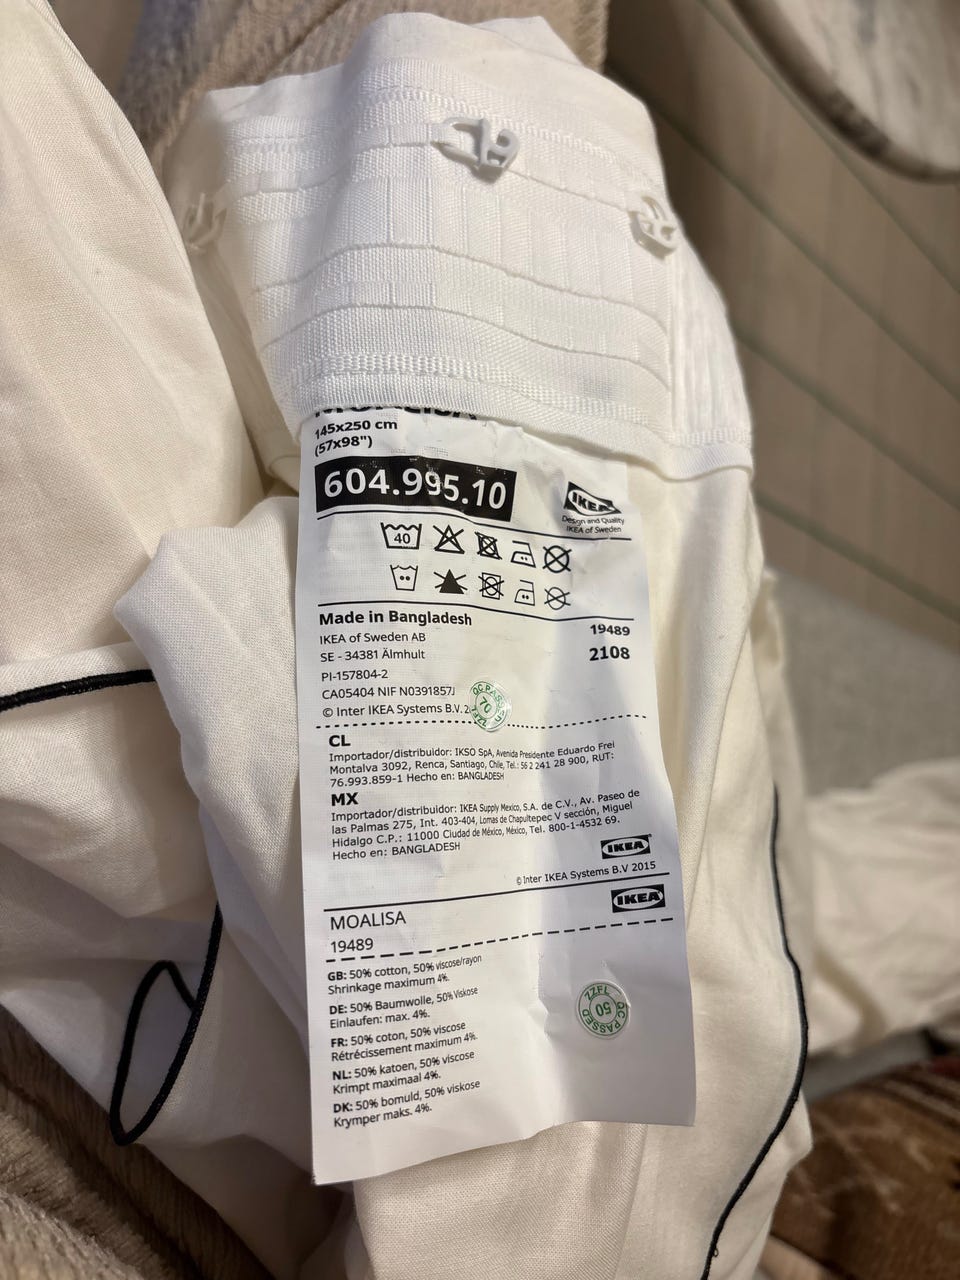 MOALISA
145x250 cm
(57x98")
604.995.10
IKEA
Design and Quality
IKEA of Sweden
40
Made in Bangladesh
IKEA of Sweden AB
SE - 34381 Älmhult
PI-157804-2
CA05404 NIF N0391857J
© Inter IKEA Systems B.V.
19489
2108
QC PASSED
70
ZZFL
CL
Importador/distribuidor: IKSO SpA, Avenida Presidente Eduardo Frei
Montalva 3092, Renca, Santiago, Chile, Tel.: 56 2 241 28 900, RUT:
76.993.859-1 Hecho en: BANGLADESH
MX
Importador/distribuidor: IKEA Supply Mexico, S.A. de C.V., Av. Paseo de
las Palmas 275, Int. 403-404, Lomas de Chapultepec V sección, Miguel
Hidalgo C.P.: 11000 Ciudad de México, México, Tel. 800-1-4532 69.
Hecho en: BANGLADESH
IKEA
© Inter IKEA Systems B.V 2015
IKEA
MOALISA
19489
GB: 50% cotton, 50% viscose/rayon
Shrinkage maximum 4%.
DE: 50% Baumwolle, 50% Viskose
Einlaufen: max. 4%.
FR: 50% coton, 50% viscose
Rétrécissement maximum 4%.
NL: 50% katoen, 50% viscose
Krimpt maximaal 4%.
DK: 50% bomuld, 50% viskose
Krymper maks. 4%.
ZZFL
50
QC PASSED